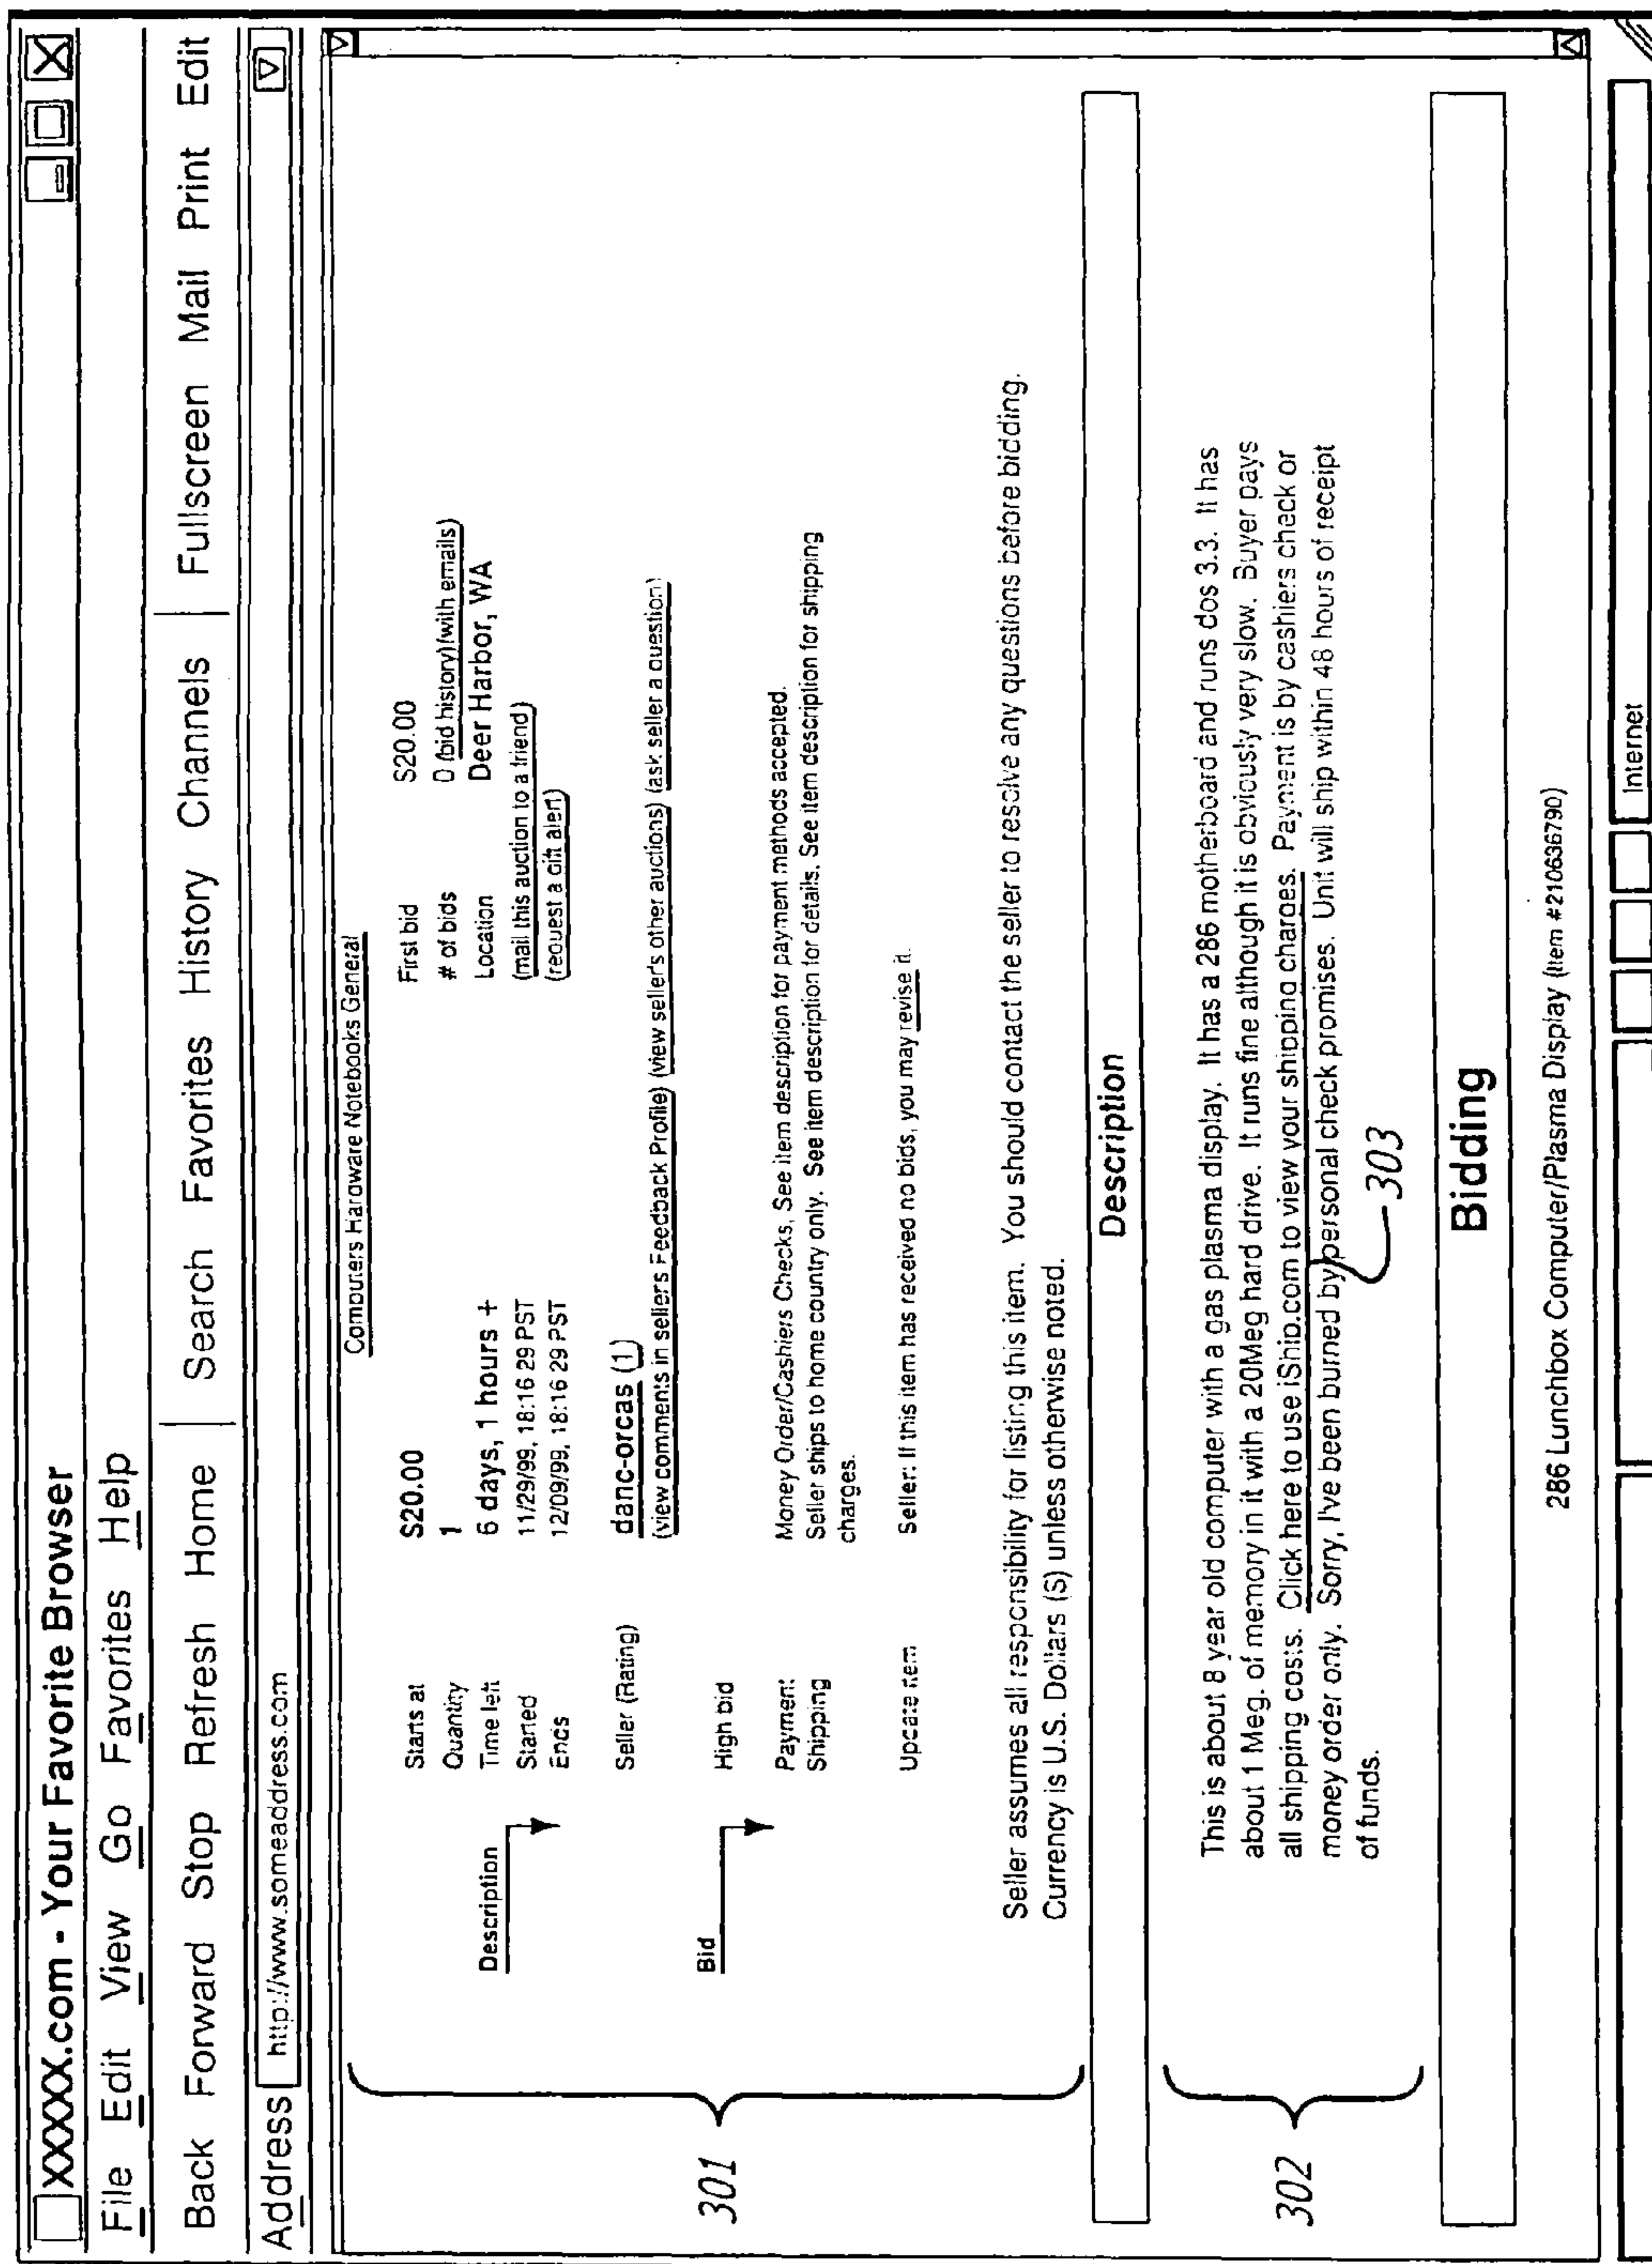 XXXXX.com - Your Favorite Browser
File Edit View Go Favorites Help
Back Forward Stop Refresh Home Search Favorites History Channels Fullscreen Mail Print Edit
Address http://www.someaddress.com
Computers Hardware Notebooks General
Starts at $20.00 First bid $20.00
Quantity 1 # of bids 0 (bid history) (with emails)
Description Time left 6 days, 1 hours + Location Deer Harbor, WA
Started 11/29/99, 18:16 29 PST (mail this auction to a friend)
Ends 12/09/99, 18:16 29 PST (request a gift alert)
Seller (Rating) danc-orcas (1)
(view comments in sellers Feedback Profile) (view seller's other auctions) (ask seller a question)
301
Bid High bid
Payment Money Order/Cashiers Checks, See item description for payment methods accepted.
Shipping Seller ships to home country only. See item description for details, See item description for shipping
charges.
Update item Seller: If this item has received no bids, you may revise it.
Seller assumes all responsibility for listing this item. You should contact the seller to resolve any questions before bidding.
Currency is U.S. Dollars ($) unless otherwise noted.
Description
302
This is about 8 year old computer with a gas plasma display. It has a 286 motherboard and runs dos 3.3. It has
about 1 Meg. of memory in it with a 20Meg hard drive. It runs fine although it is obviously very slow. Buyer pays
all shipping costs. Click here to use iShip.com to view your shipping charges. Payment is by cashiers check or
money order only. Sorry, I've been burned by personal check promises. Unit will ship within 48 hours of receipt
of funds.
303
Bidding
286 Lunchbox Computer/Plasma Display (Item #210636790)
Internet